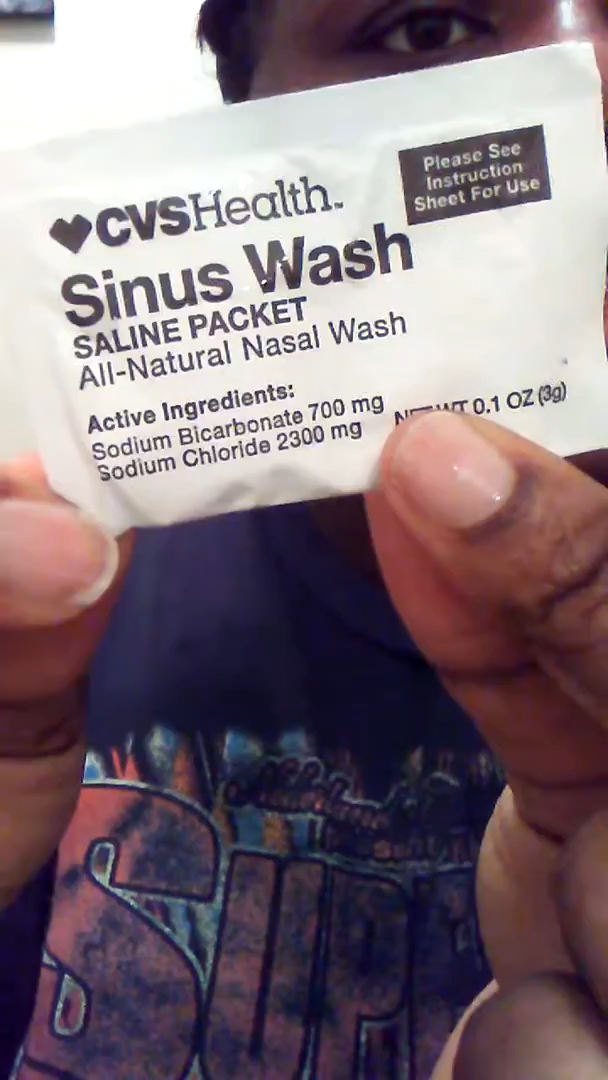 CVSHealth.
Please See
Instruction
Sheet For Use
Sinus Wash
SALINE PACKET
All-Natural Nasal Wash
Active Ingredients:
Sodium Bicarbonate 700 mg
Sodium Chloride 2300 mg
NET WT 0.1 OZ (3g)
SUPE